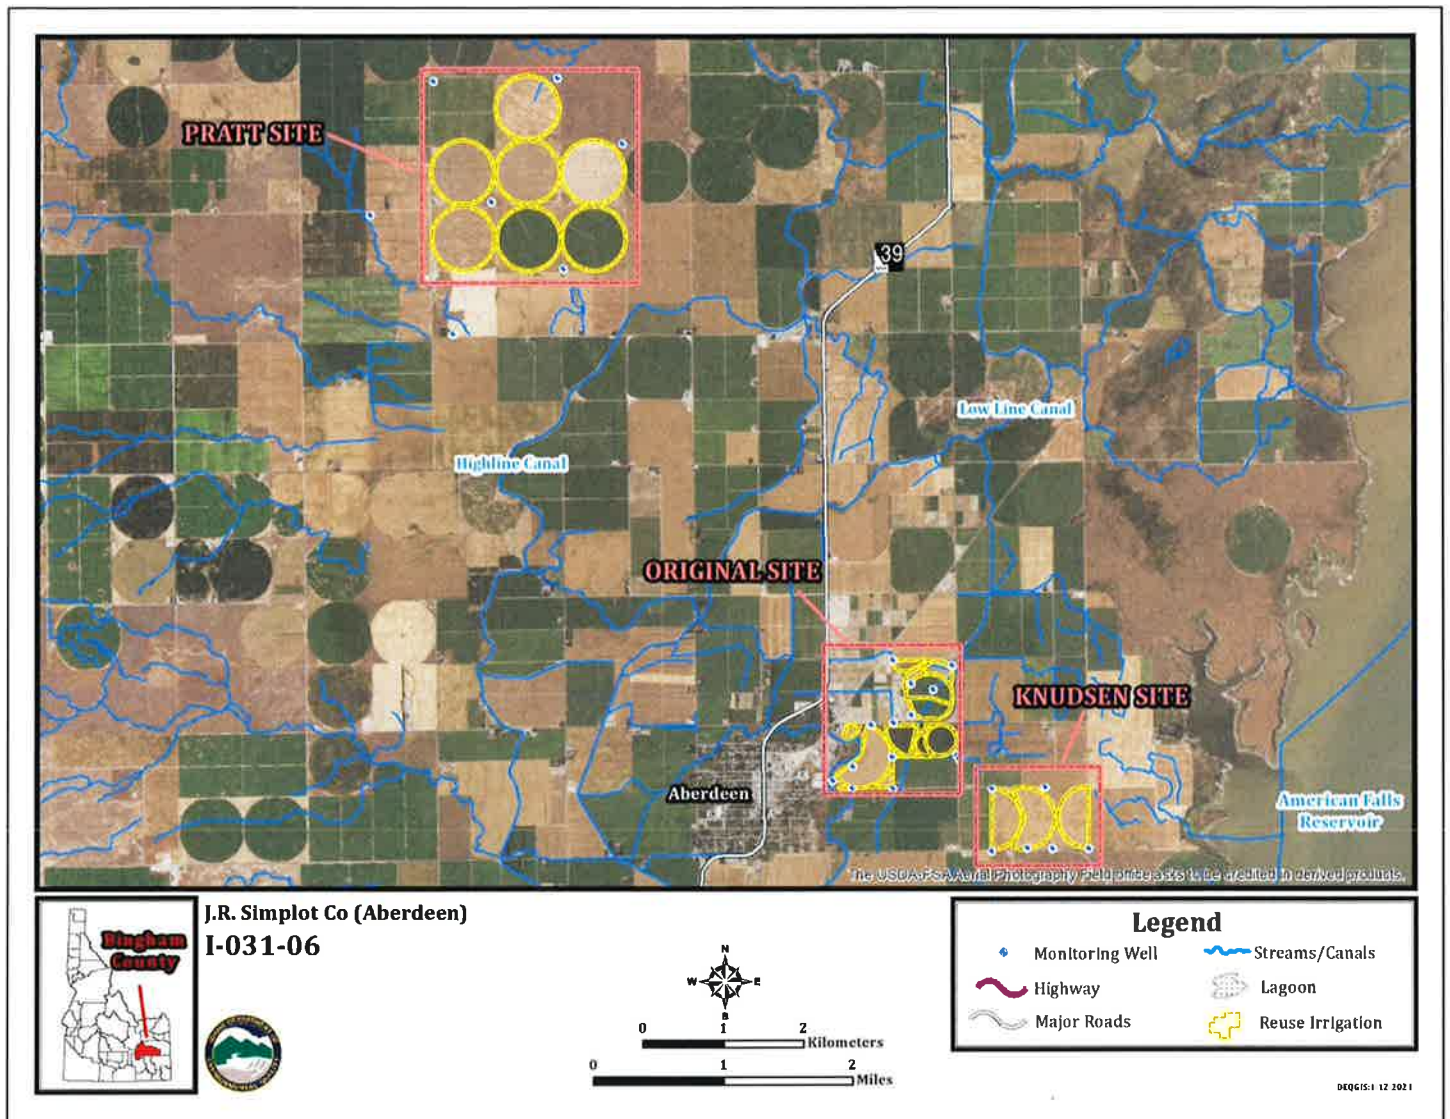 PRATT SITE
39
Low Line Canal
Highline Canal
ORIGINAL SITE
KNUDSEN SITE
Aberdeen
American Falls
Reservoir
The USDA-FSA Aerial Photography Field Office asks to be credited in derived products.
Bingham
County
J.R. Simplot Co (Aberdeen)
I-031-06
N
W E
S
0 1 2
Kilometers
0 1 2
Miles
Legend
Monitoring Well
Streams/Canals
Highway
Lagoon
Major Roads
Reuse Irrigation
DEQGIS:1 12 2021